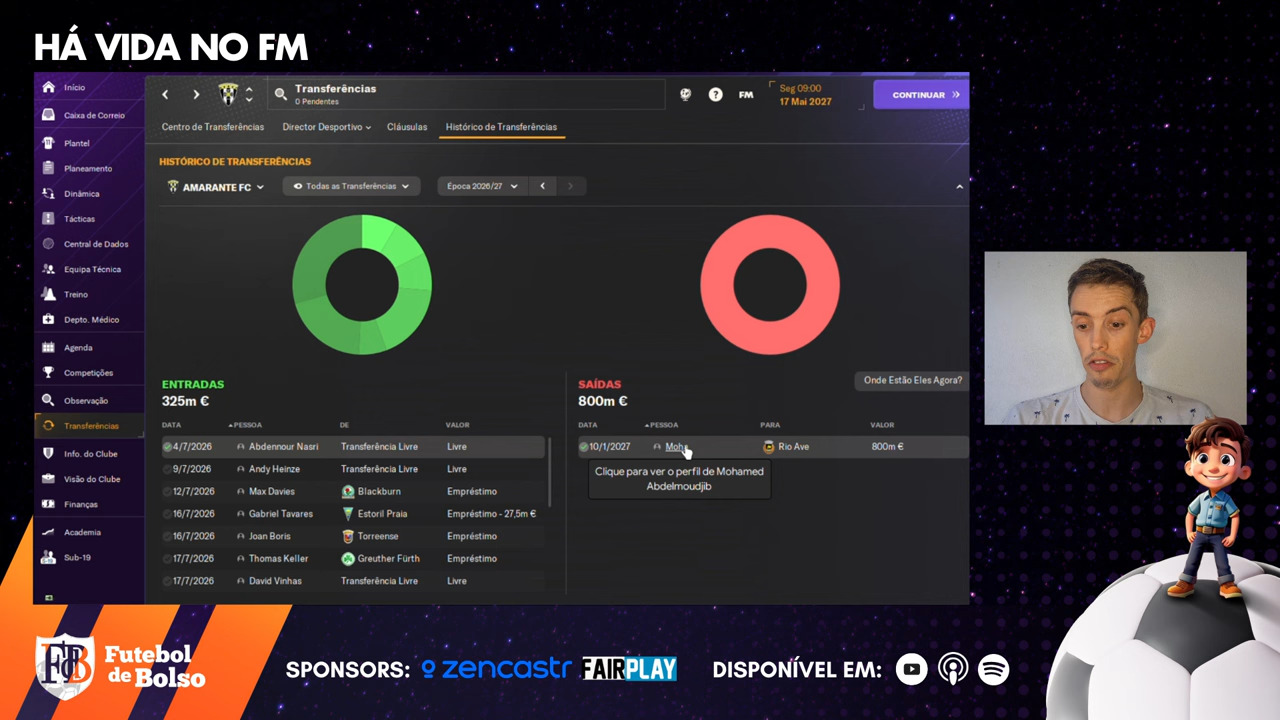 HÁ VIDA NO FM
Início
Caixa de Correio
Plantel
Planeamento
Dinâmica
Tácticas
Central de Dados
Equipa Técnica
Treino
Depto. Médico
Agenda
Competições
Observação
Transferências
Info. do Clube
Visão do Clube
Finanças
Academia
Sub-19
Transferências
0 Pendentes
FM
Seg 09:00
17 Mai 2027
CONTINUAR
Centro de Transferências
Director Desportivo
Cláusulas
Histórico de Transferências
HISTÓRICO DE TRANSFERÊNCIAS
AMARANTE FC
Todas as Transferências
Época 2026/27
ENTRADAS
325m €
DATA PESSOA DE VALOR
4/7/2026 Abdennour Nasri Transferência Livre Livre
9/7/2026 Andy Heinze Transferência Livre Livre
12/7/2026 Max Davies Blackburn Empréstimo
16/7/2026 Gabriel Tavares Estoril Praia Empréstimo - 27,5m €
16/7/2026 Joan Boris Torreense Empréstimo
17/7/2026 Thomas Keller Greuther Fürth Empréstimo
17/7/2026 David Vinhas Transferência Livre Livre
SAÍDAS
800m €
Onde Estão Eles Agora?
DATA PESSOA PARA VALOR
10/1/2027 Moha Rio Ave 800m €
Clique para ver o perfil de Mohamed
Abdelmoudjib
Futebol
de Bolso
SPONSORS: zencastr FAIRPLAY
DISPONÍVEL EM: